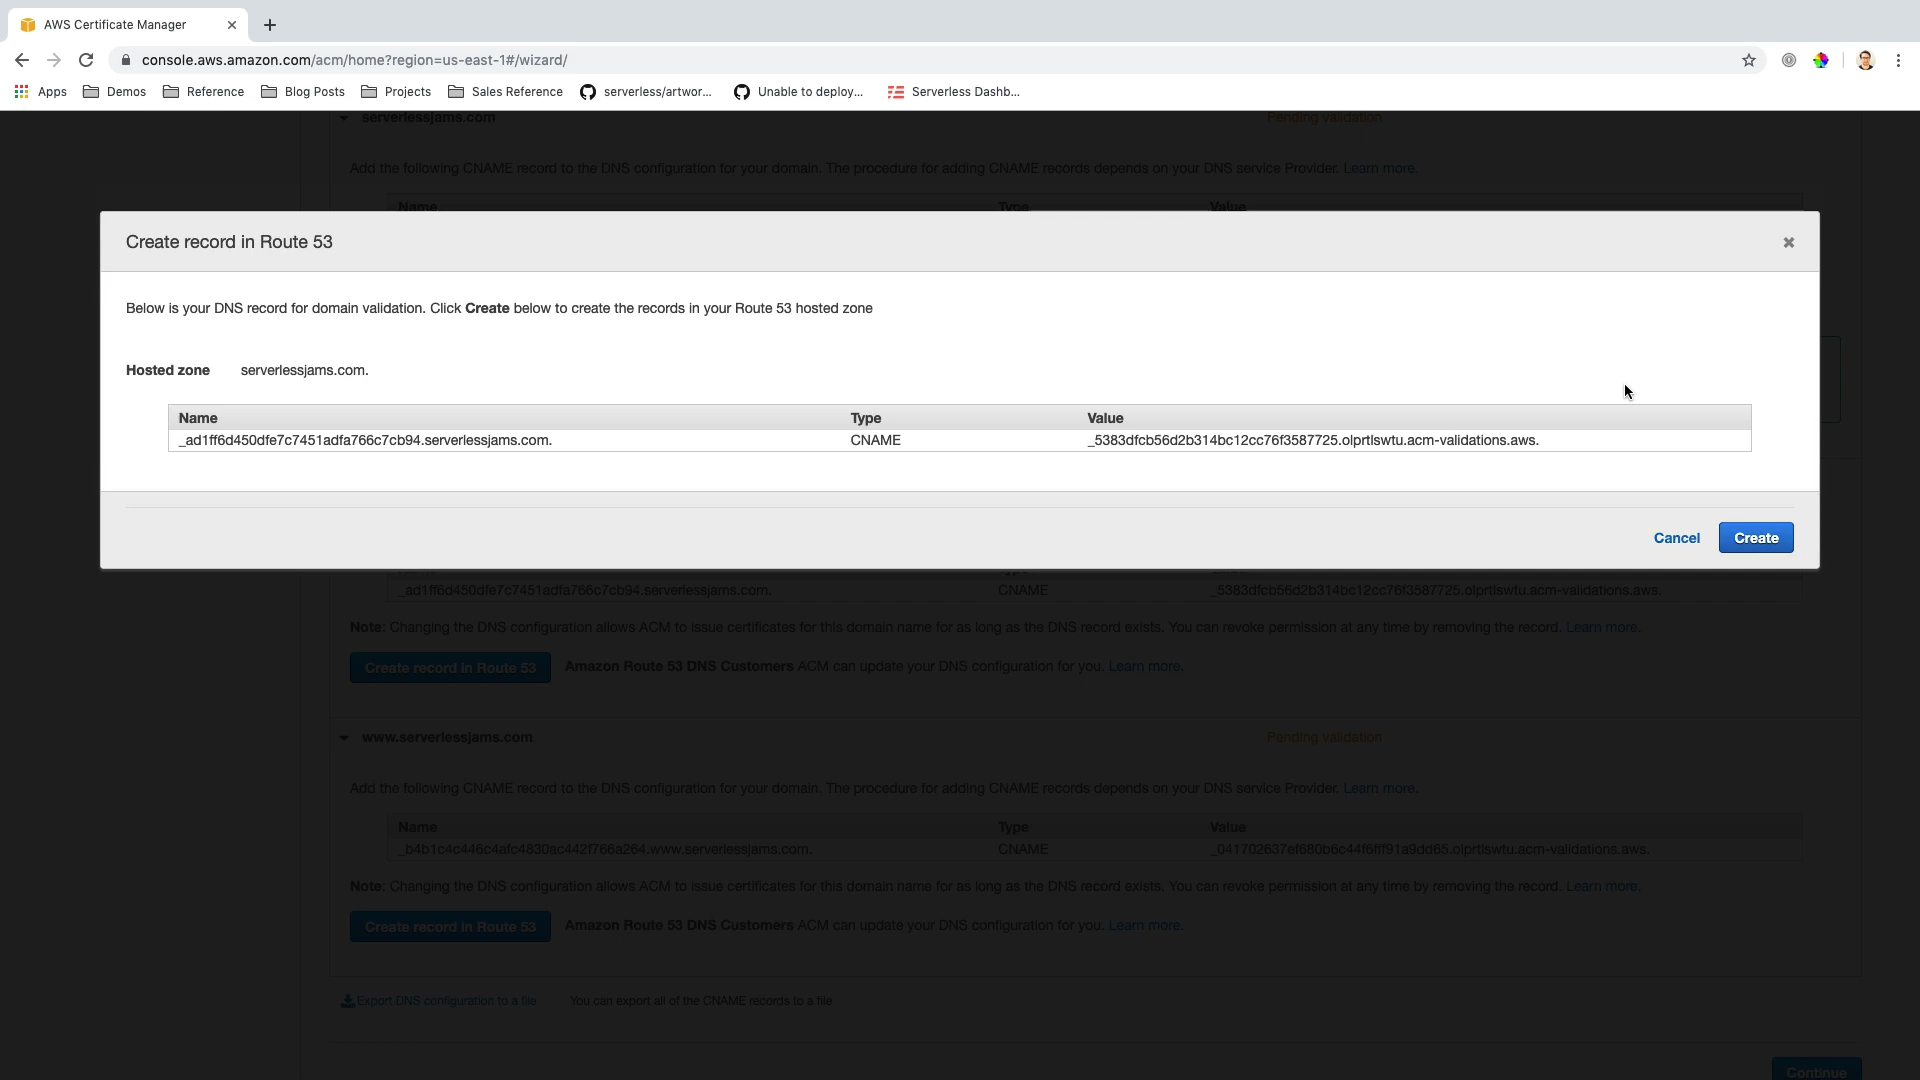 AWS Certificate Manager
console.aws.amazon.com/acm/home?region=us-east-1#/wizard/
Apps Demos Reference Blog Posts Projects Sales Reference serverless/artwor... Unable to deploy,... Serverless Dashb...
serverlessjams.com Pending validation
Add the following CNAME record to the DNS configuration for your domain. The procedure for adding CNAME records depends on your DNS service Provider. Learn more.
Name Type Value
Create record in Route 53
Below is your DNS record for domain validation. Click Create below to create the records in your Route 53 hosted zone
Hosted zone serverlessjams.com.
Name Type Value
_ad1ff6d450dfe7c7451adfa766c7cb94.serverlessjams.com. CNAME _5383dfcb56d2b314bc12cc76f3587725.olprtlswtu.acm-validations.aws.
Cancel Create
_ad1ff6d450dfe7c7451adfa766c7cb94.serverlessjams.com. CNAME _5383dfcb56d2b314bc12cc76f3587725.olprtlswtu.acm-validations.aws.
Note: Changing the DNS configuration allows ACM to issue certificates for this domain name for as long as the DNS record exists. You can revoke permission at any time by removing the record. Learn more.
Create record in Route 53 Amazon Route 53 DNS Customers ACM can update your DNS configuration for you. Learn more.
www.serverlessjams.com Pending validation
Add the following CNAME record to the DNS configuration for your domain. The procedure for adding CNAME records depends on your DNS service Provider. Learn more.
Name Type Value
_b4b1c4c446c4afc4830ac442f766a264.www.serverlessjams.com. CNAME _041702637ef680b6c44f6fff91a9dd65.olprtlswtu.acm-validations.aws.
Note: Changing the DNS configuration allows ACM to issue certificates for this domain name for as long as the DNS record exists. You can revoke permission at any time by removing the record. Learn more.
Create record in Route 53 Amazon Route 53 DNS Customers ACM can update your DNS configuration for you. Learn more.
Export DNS configuration to a file You can export all of the CNAME records to a file
Continue